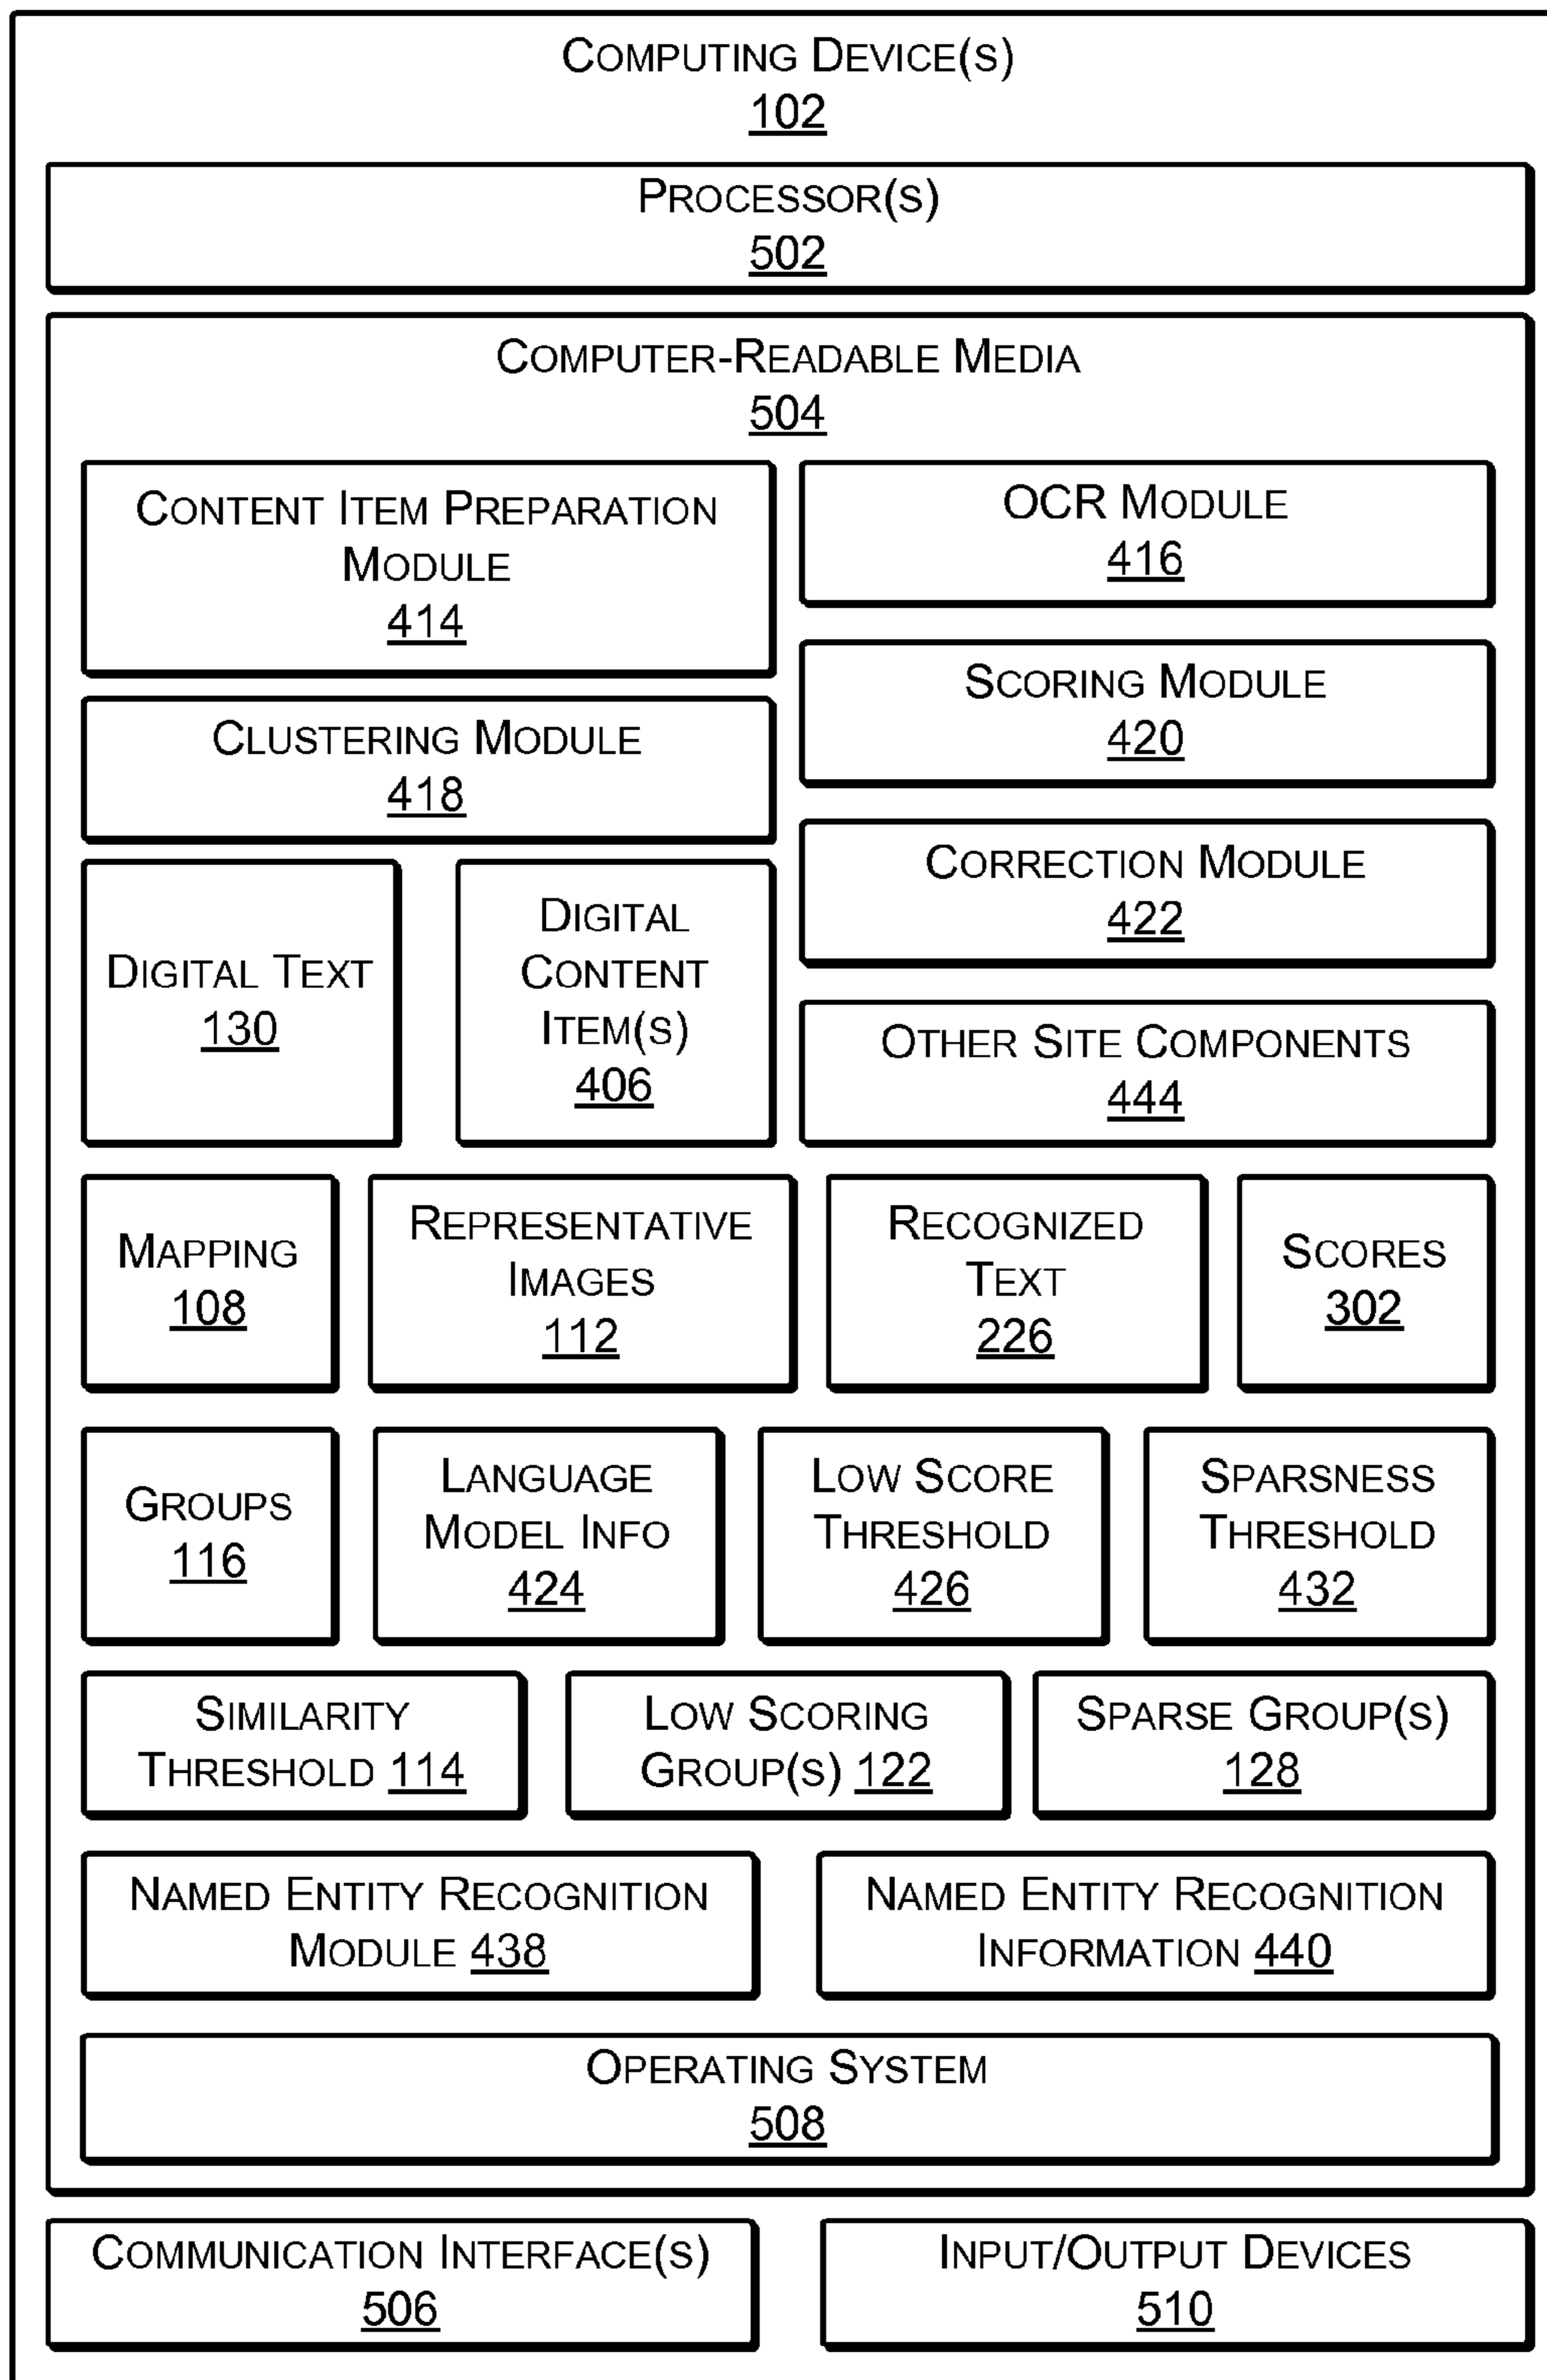 COMPUTING DEVICE(S)
102
PROCESSOR(S)
502
COMPUTER-READABLE MEDIA
504
CONTENT ITEM PREPARATION
MODULE
414
OCR MODULE
416
SCORING MODULE
420
CLUSTERING MODULE
418
CORRECTION MODULE
422
DIGITAL TEXT
130
DIGITAL
CONTENT
ITEM(S)
406
OTHER SITE COMPONENTS
444
MAPPING
108
REPRESENTATIVE
IMAGES
112
RECOGNIZED
TEXT
226
SCORES
302
GROUPS
116
LANGUAGE
MODEL INFO
424
LOW SCORE
THRESHOLD
426
SPARSNESS
THRESHOLD
432
SIMILARITY
THRESHOLD 114
LOW SCORING
GROUP(S) 122
SPARSE GROUP(S)
128
NAMED ENTITY RECOGNITION
MODULE 438
NAMED ENTITY RECOGNITION
INFORMATION 440
OPERATING SYSTEM
508
COMMUNICATION INTERFACE(S)
506
INPUT/OUTPUT DEVICES
510